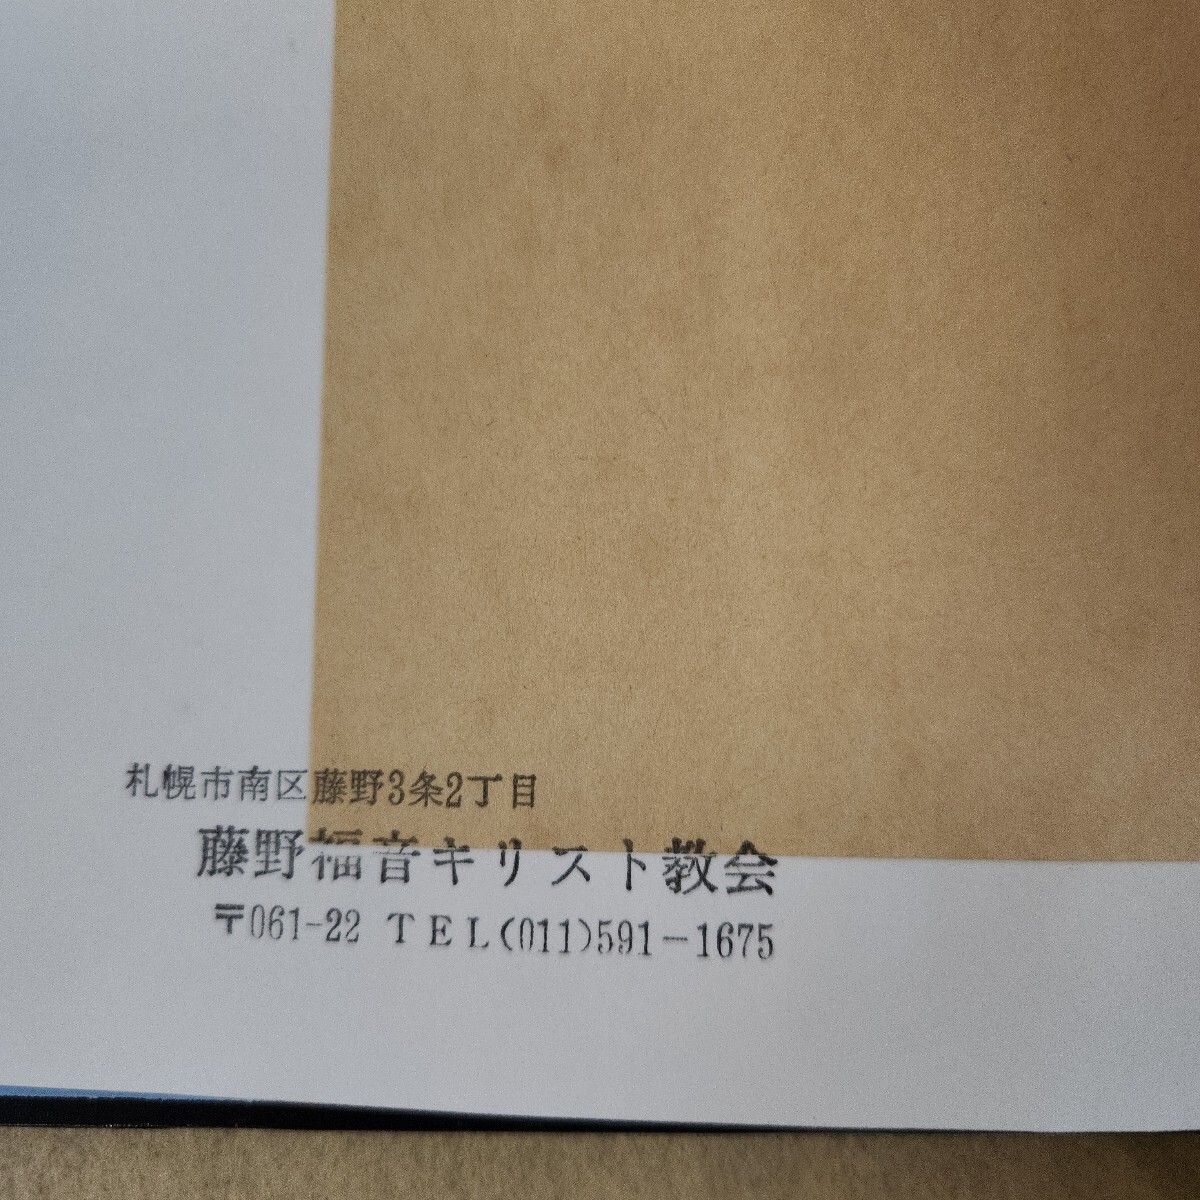 札幌市南区藤野3条2丁目
藤野福音キリスト教会
〒061-22 TEL(011)591-1675